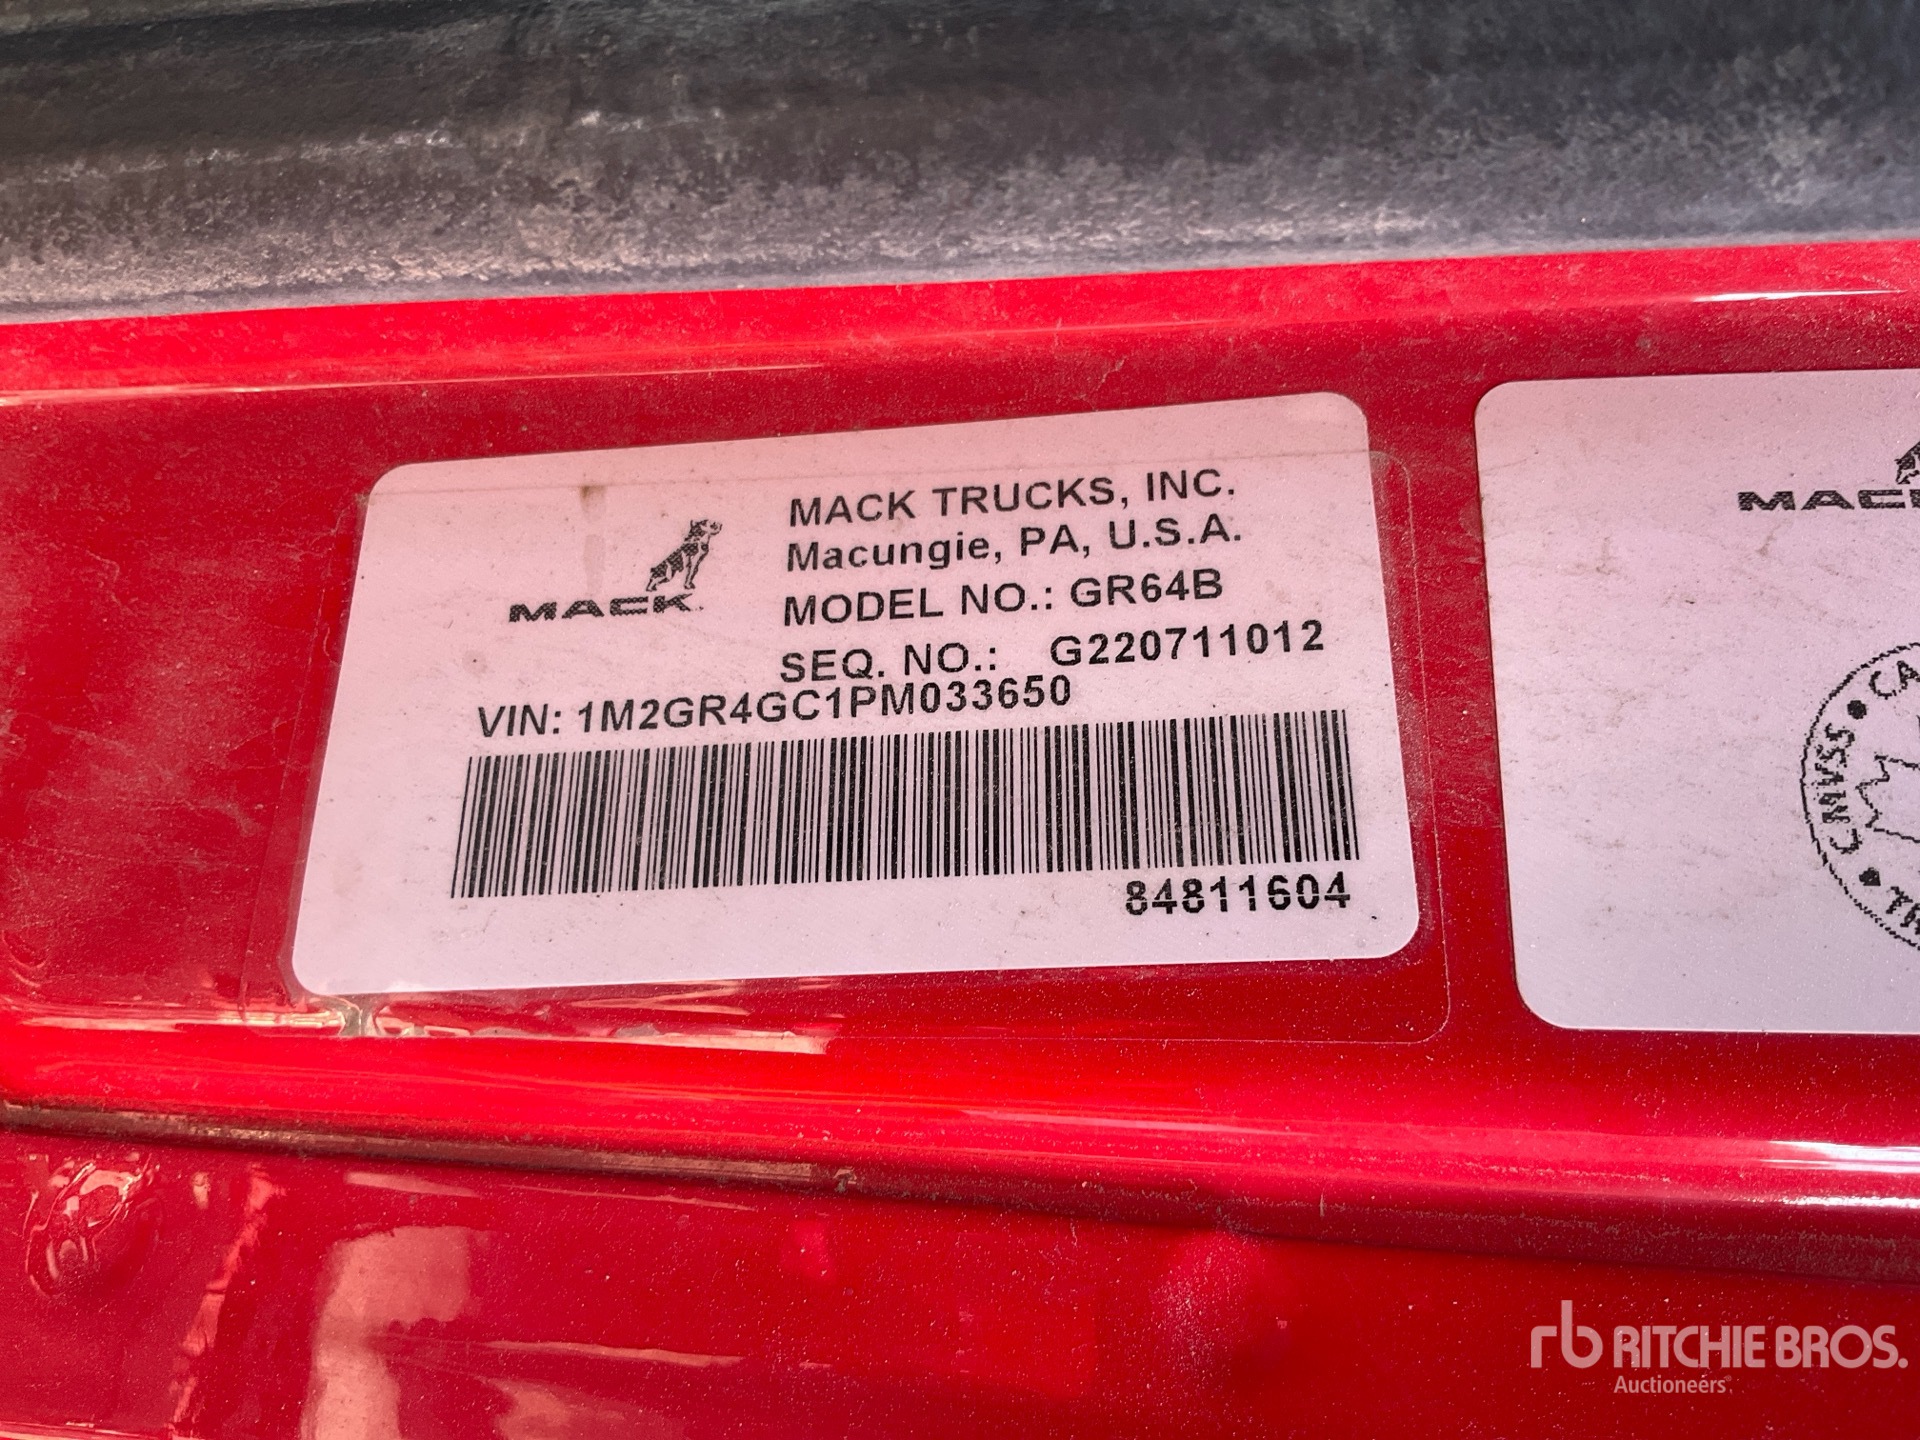 MACK
MACK TRUCKS, INC.
Macungie, PA, U.S.A.
MODEL NO.: GR64B
SEQ. NO.: G220711012
VIN: 1M2GR4GC1PM033650
84811604
CMVSS
rb RITCHIE BROS.
Auctioneers